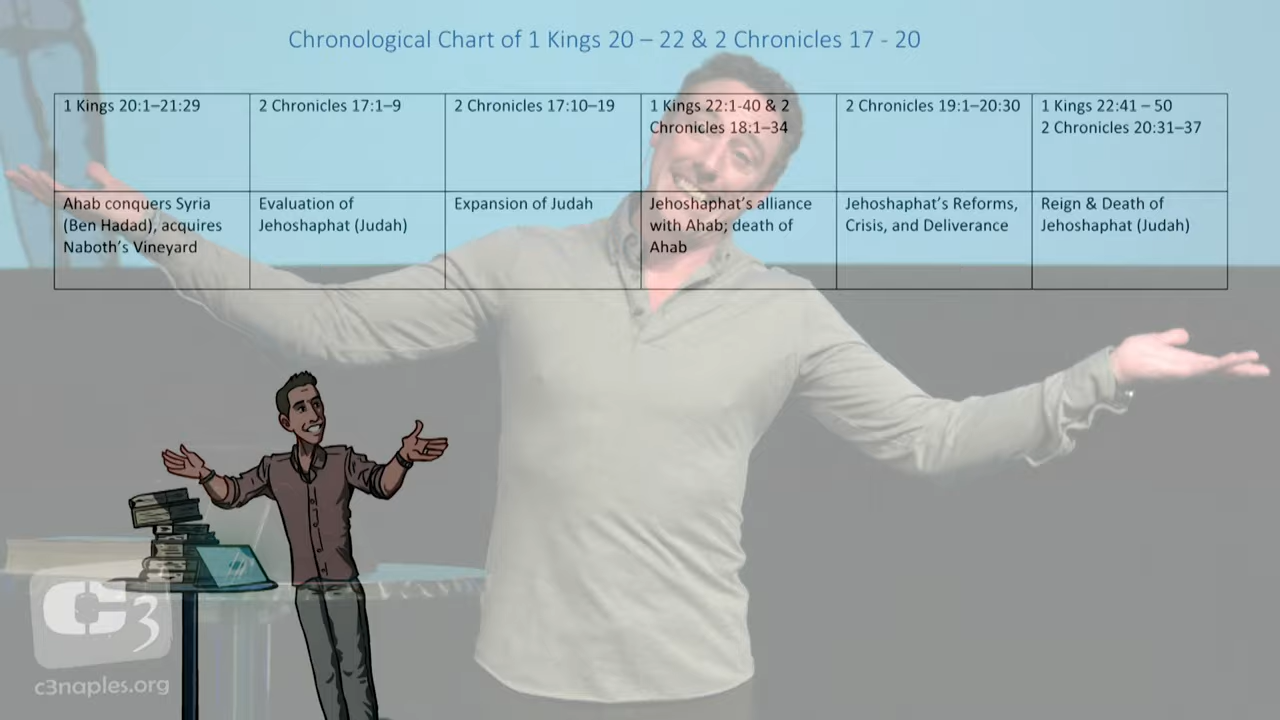 Chronological Chart of 1 Kings 20 – 22 & 2 Chronicles 17 - 20
1 Kings 20:1–21:29
2 Chronicles 17:1–9
2 Chronicles 17:10–19
1 Kings 22:1-40 & 2
Chronicles 18:1–34
2 Chronicles 19:1–20:30
1 Kings 22:41 – 50
2 Chronicles 20:31–37
Ahab conquers Syria
(Ben Hadad), acquires
Naboth's Vineyard
Evaluation of
Jehoshaphat (Judah)
Expansion of Judah
Jehoshaphat's alliance
with Ahab; death of
Ahab
Jehoshaphat's Reforms,
Crisis, and Deliverance
Reign & Death of
Jehoshaphat (Judah)
C3
c3naples.org